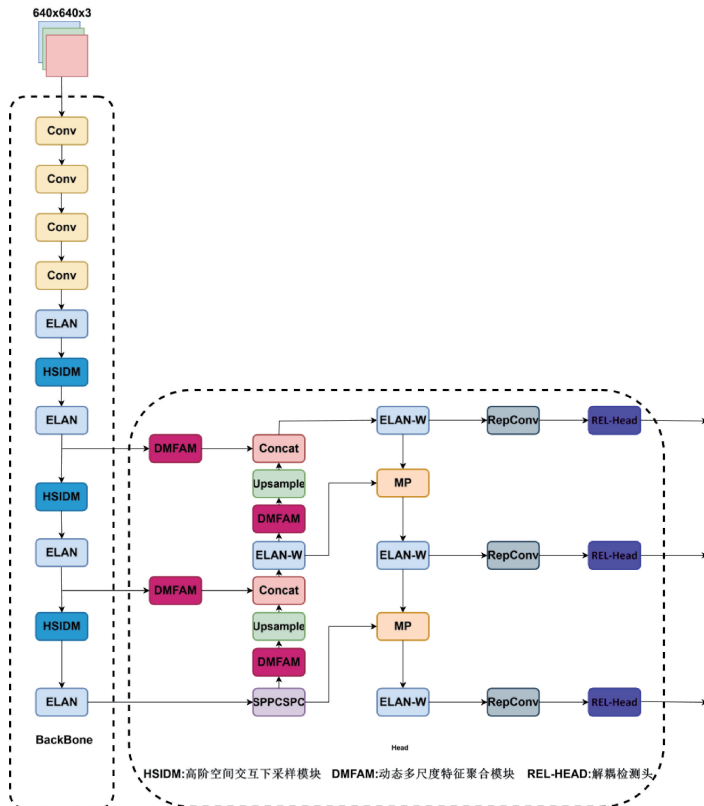 640x640x3
Conv
Conv
Conv
Conv
ELAN
HSIDM
ELAN
HSIDM
ELAN
HSIDM
ELAN
BackBone
ELAN-W RepConv REL-Head
DMFAM Concat
Upsample MP
DMFAM
ELAN-W ELAN-W RepConv REL-Head
DMFAM Concat
Upsample MP
DMFAM
SPPCSPC ELAN-W RepConv REL-Head
Head
HSIDM:高阶空间交互下采样模块 DMFAM:动态多尺度特征聚合模块 REL-HEAD:解耦检测头